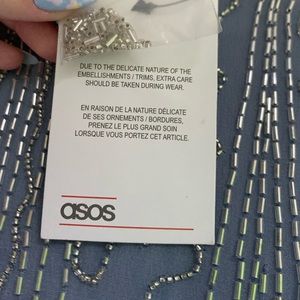 DUE TO THE DELICATE NATURE OF THE
EMBELLISHMENTS / TRIMS, EXTRA CARE
SHOULD BE TAKEN DURING WEAR.
EN RAISON DE LA NATURE DÉLICATE
DE SES ORNEMENTS / BORDURES,
PRENEZ LE PLUS GRAND SOIN
LORSQUE VOUS PORTEZ CET ARTICLE.
asos